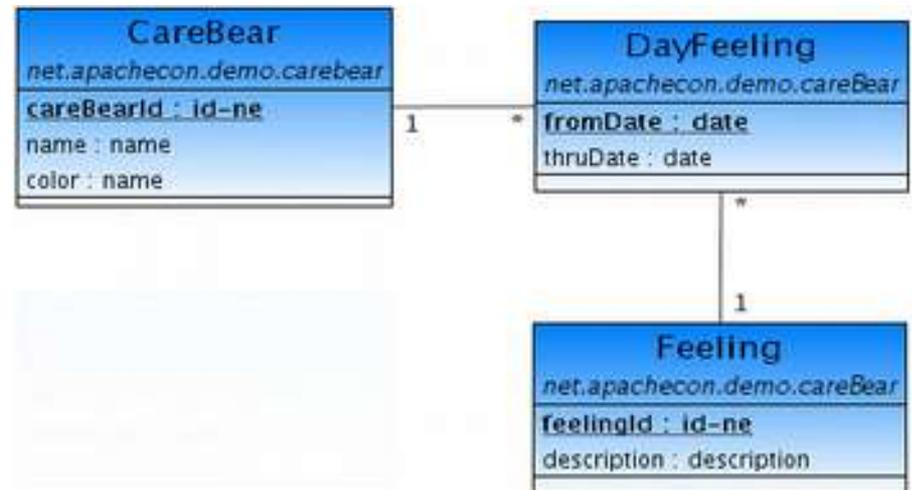 CareBear
net.apachecon.demo.carebear
careBearId : id-ne
name : name
color : name
1
*
DayFeeling
net.apachecon.demo.careBear
fromDate : date
thruDate : date
*
1
Feeling
net.apachecon.demo.careBear
feelingId : id-ne
description : description